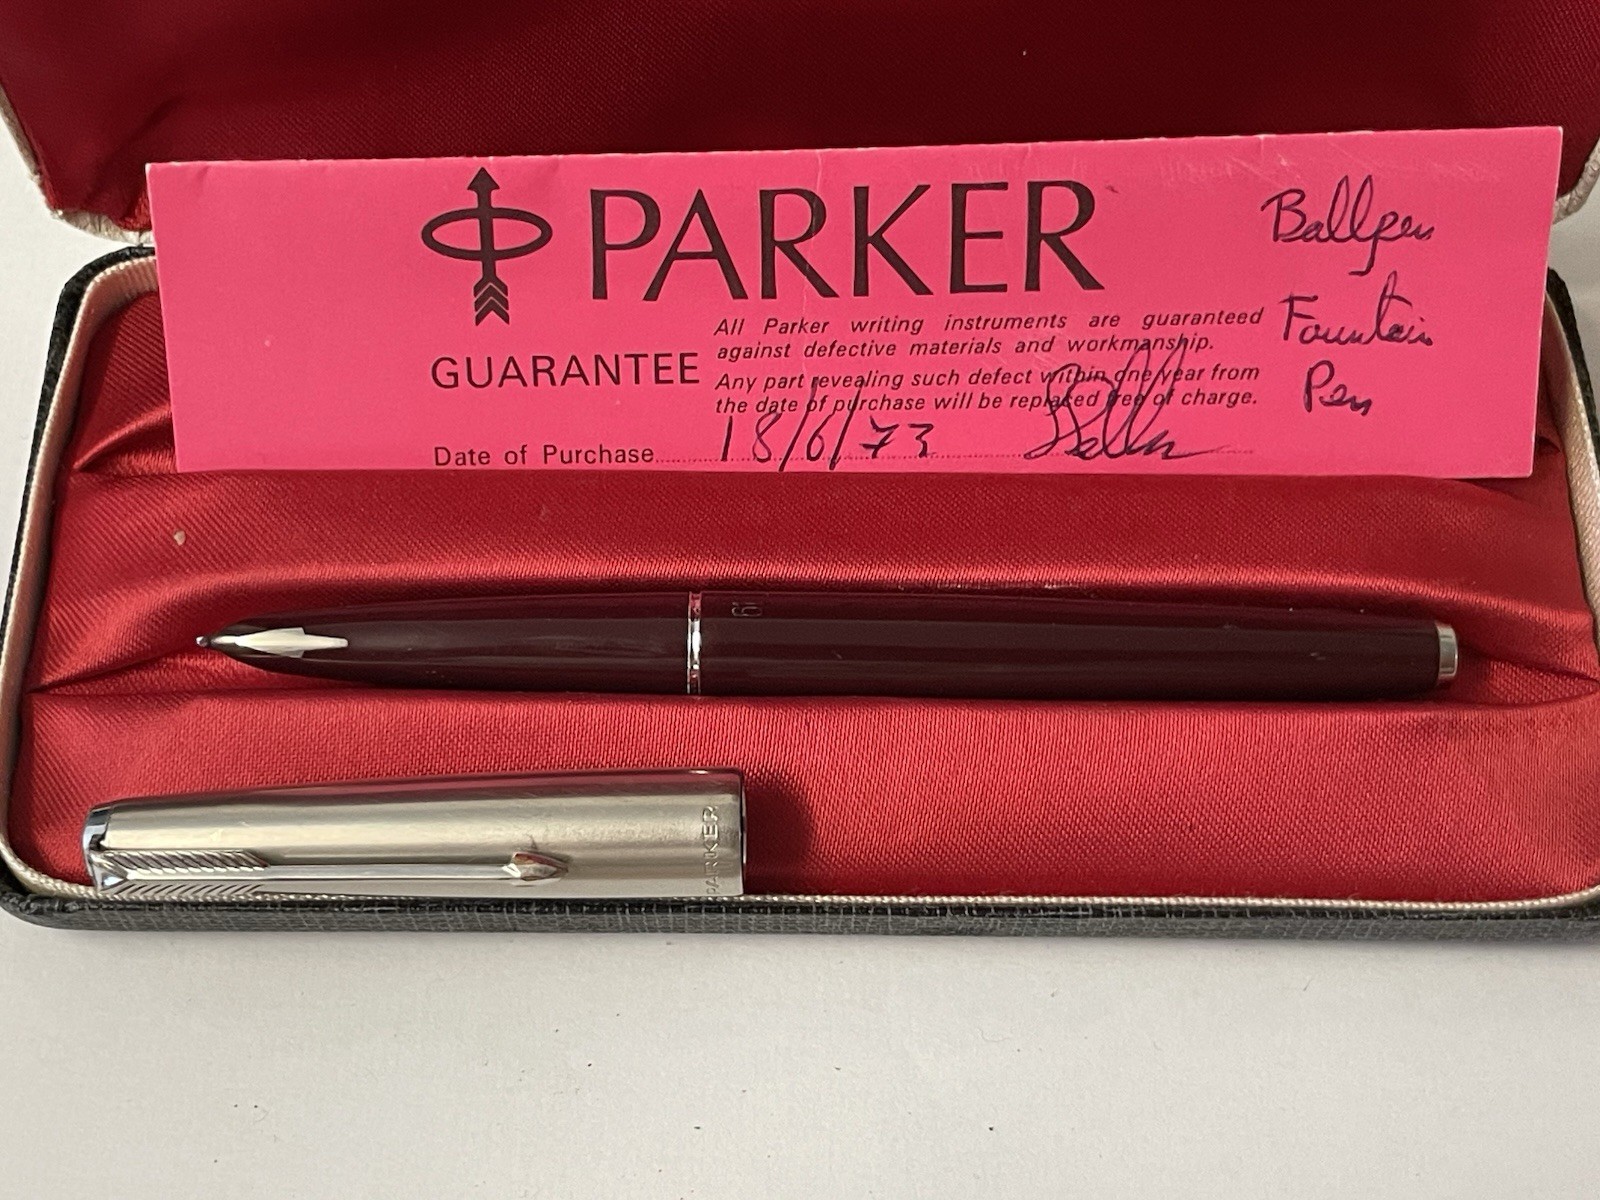 PARKER
Ballpen
Fountain
Pen
GUARANTEE
All Parker writing instruments are guaranteed
against defective materials and workmanship.
Any part revealing such defect within one year from
the date of purchase will be replaced free of charge.
Date of Purchase 18/6/73
61
PARKER